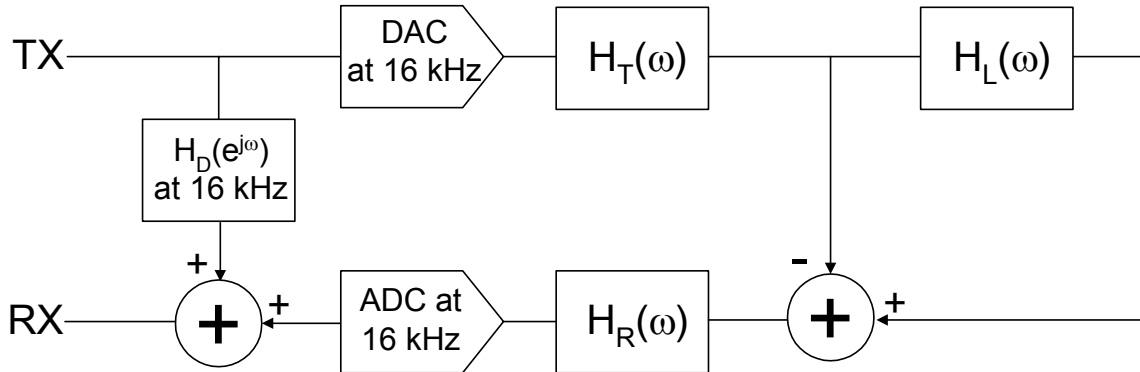 TX
DAC
at 16 kHz
H_T(ω)
H_L(ω)
H_D(e^{jω})
at 16 kHz
+
-
+
+
RX
+
ADC at
16 kHz
H_R(ω)
+